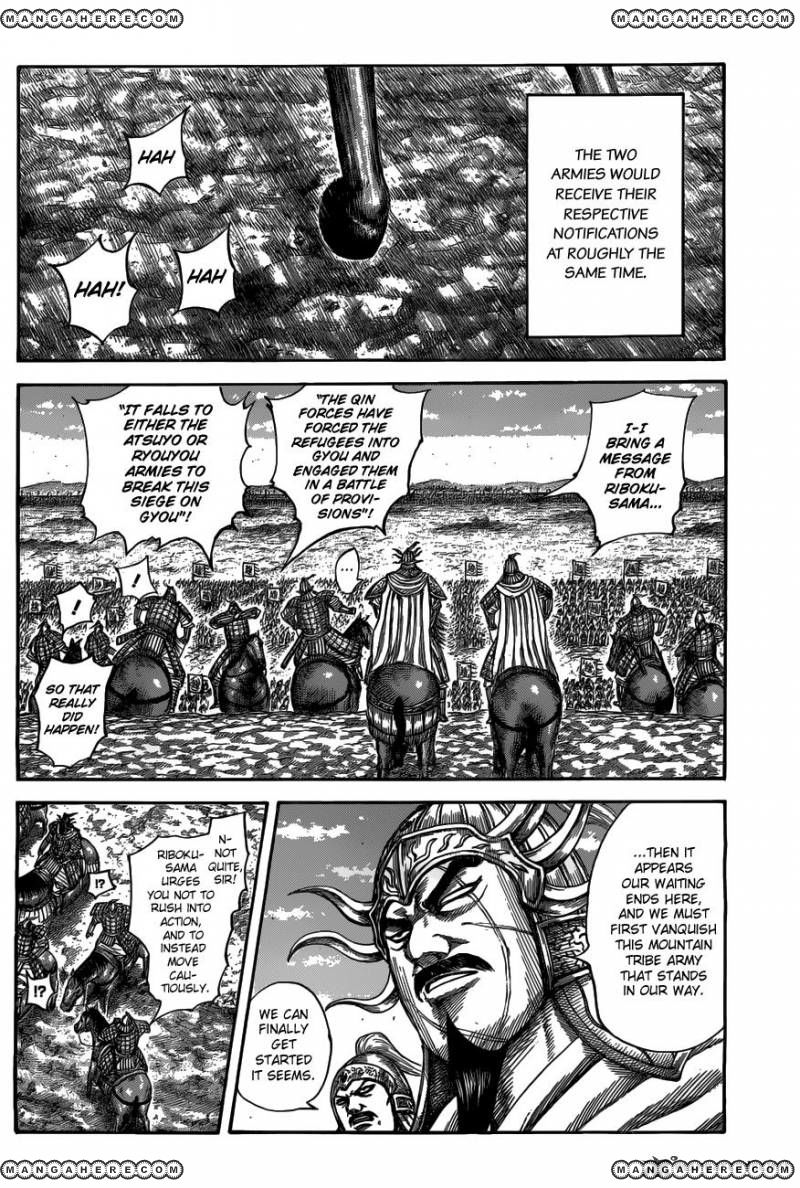 MANGAHERE.COM
MANGAHERE.COM
THE TWO
ARMIES WOULD
RECEIVE THEIR
RESPECTIVE
NOTIFICATIONS
AT ROUGHLY THE
SAME TIME.
HAH
HAH
HAH!
I-I
BRING A
MESSAGE
FROM
RIBOKU-
SAMA...
"THE QIN
FORCES HAVE
FORCED THE
REFUGEES INTO
GYOU AND
ENGAGED THEM
IN A BATTLE
OF PROVI-
SIONS"!
"IT FALLS TO
EITHER THE
ATSUYO OR
RYOUYOU
ARMIES TO
BREAK THIS
SIEGE ON
GYOU"!
...
!
!
SO THAT
REALLY
DID
HAPPEN!
...THEN IT
APPEARS
OUR WAITING
ENDS HERE,
AND WE MUST
FIRST VANQUISH
THIS MOUNTAIN
TRIBE ARMY
THAT STANDS
IN OUR WAY.
WE CAN
FINALLY
GET
STARTED
IT SEEMS.
N-
NOT
QUITE,
SIR!
RIBOKU-
SAMA
URGES
YOU NOT TO
RUSH INTO
ACTION,
AND TO
INSTEAD
MOVE
CAU-
TIOUSLY.
!?
!?
MANGAHERE.COM
MANGAHERE.COM